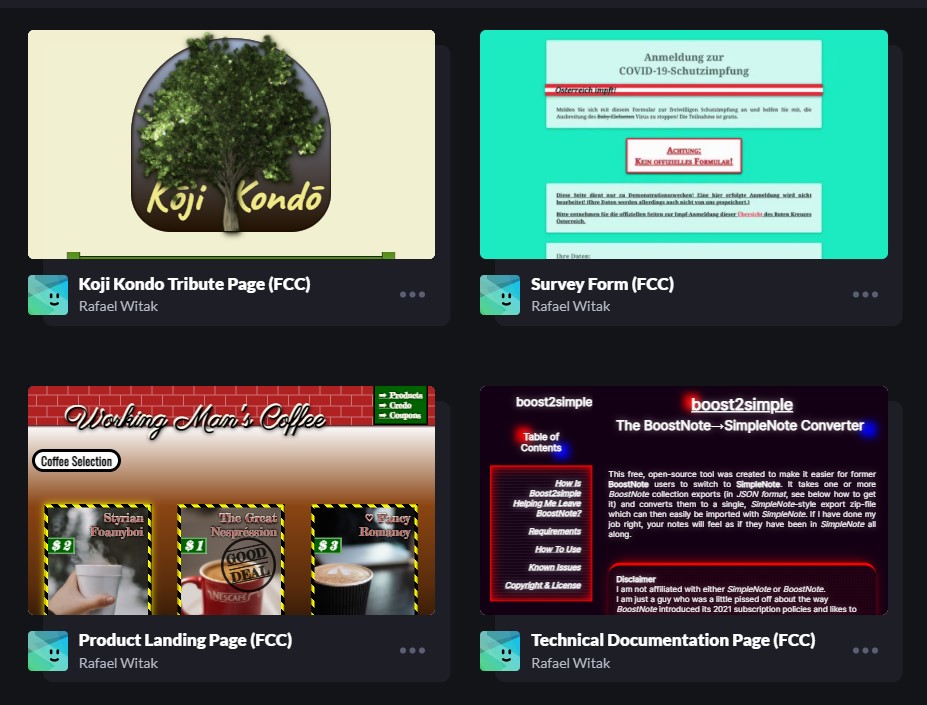 Kōji Kondō
Koji Kondo Tribute Page (FCC)
Rafael Witak
Anmeldung zur
COVID-19-Schutzimpfung
Österreich impft!
Melden Sie sich mit diesem Formular zur freiwilligen Schutzimpfung an und helfen Sie mit, die
Ausbreitung des Baby-Elefanten Virus zu stoppen! Die Teilnahme ist gratis.
Achtung:
Kein offizielles Formular!
Diese Seite dient nur zu Demonstrationszwecken! Eine hier erfolgte Anmeldung wird nicht
bearbeitet! (Ihre Daten werden allerdings auch nicht von uns gespeichert.)
Bitte entnehmen Sie die offiziellen Seiten zur Impf-Anmeldung dieser Übersicht des Roten Kreuzes
Österreich.
Ihre Daten:
Survey Form (FCC)
Rafael Witak
Working Man's Coffee
➡ Products
➡ Credo
➡ Coupons
Coffee Selection
Styrian
Foamyboi
$ 2
The Great
Nespréssion
$ 1
GOOD
DEAL
NESCAFÉ
♡ Fancy
Romancy
$ 3
Product Landing Page (FCC)
Rafael Witak
boost2simple
Table of
Contents
How Is
Boost2simple
Helping Me Leave
BoostNote?
Requirements
How To Use
Known Issues
Copyright & License
boost2simple
The BoostNote→SimpleNote Converter
This free, open-source tool was created to make it easier for former
BoostNote users to switch to SimpleNote. It takes one or more
BoostNote collection exports (in JSON format, see below how to get
it) and converts them to a single, SimpleNote-style export zip-file
which can then easily be imported with SimpleNote. If I have done my
job right, your notes will feel as if they have been in SimpleNote all
along.
Disclaimer
I am not affiliated with either SimpleNote or BoostNote.
I am just a guy who was a little pissed off about the way
BoostNote introduced its 2021 subscription policies and likes to
Technical Documentation Page (FCC)
Rafael Witak